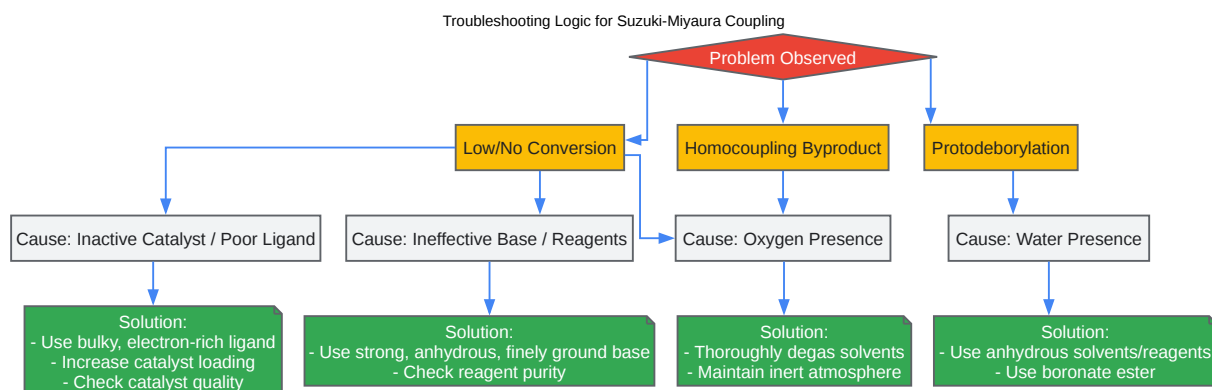 Troubleshooting Logic for Suzuki-Miyaura Coupling
Problem Observed
Low/No Conversion
Homocoupling Byproduct
Protodeborylation
Cause: Inactive Catalyst / Poor Ligand
Cause: Ineffective Base / Reagents
Cause: Oxygen Presence
Cause: Water Presence
Solution:
- Use bulky, electron-rich ligand
- Increase catalyst loading
- Check catalyst quality
Solution:
- Use strong, anhydrous, finely ground base
- Check reagent purity
Solution:
- Thoroughly degas solvents
- Maintain inert atmosphere
Solution:
- Use anhydrous solvents/reagents
- Use boronate ester